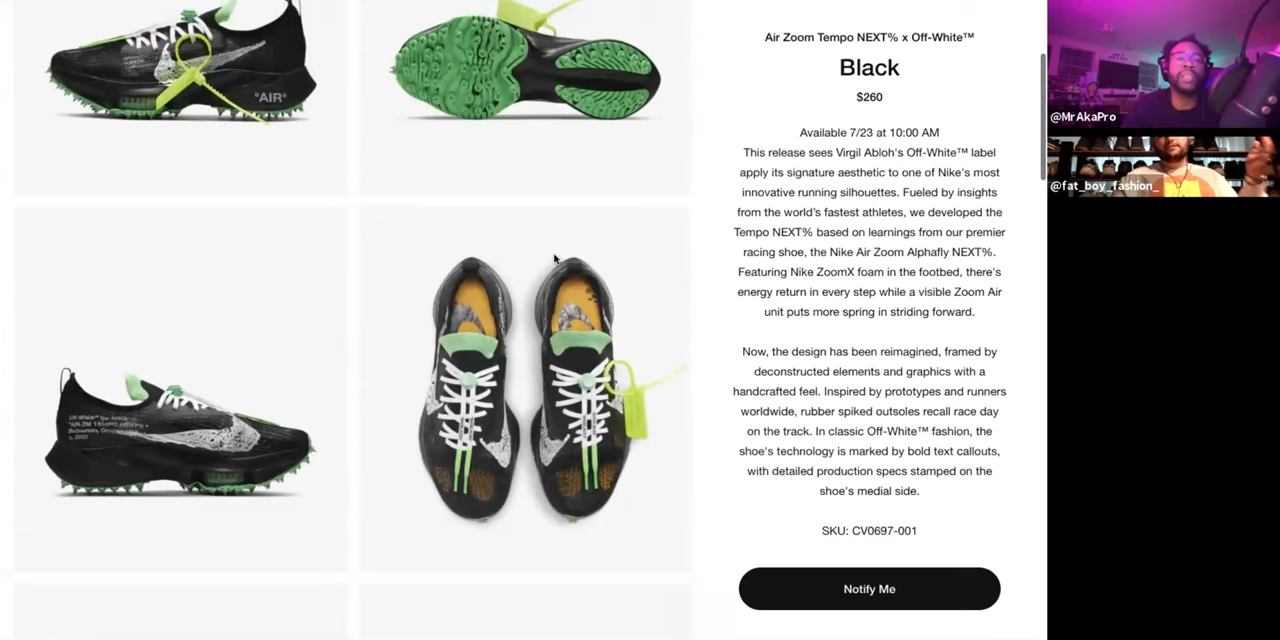 "AIR"
Air Zoom Tempo NEXT% x Off-White™
Black
$260
Available 7/23 at 10:00 AM
This release sees Virgil Abloh's Off-White™ label
apply its signature aesthetic to one of Nike's most
innovative running silhouettes. Fueled by insights
from the world's fastest athletes, we developed the
Tempo NEXT% based on learnings from our premier
racing shoe, the Nike Air Zoom Alphafly NEXT%.
Featuring Nike ZoomX foam in the footbed, there's
energy return in every step while a visible Zoom Air
unit puts more spring in striding forward.
Now, the design has been reimagined, framed by
deconstructed elements and graphics with a
handcrafted feel. Inspired by prototypes and runners
worldwide, rubber spiked outsoles recall race day
on the track. In classic Off-White™ fashion, the
shoe's technology is marked by bold text callouts,
with detailed production specs stamped on the
shoe's medial side.
SKU: CV0697-001
Notify Me
@MrAkaPro
@fat_boy_fashion_